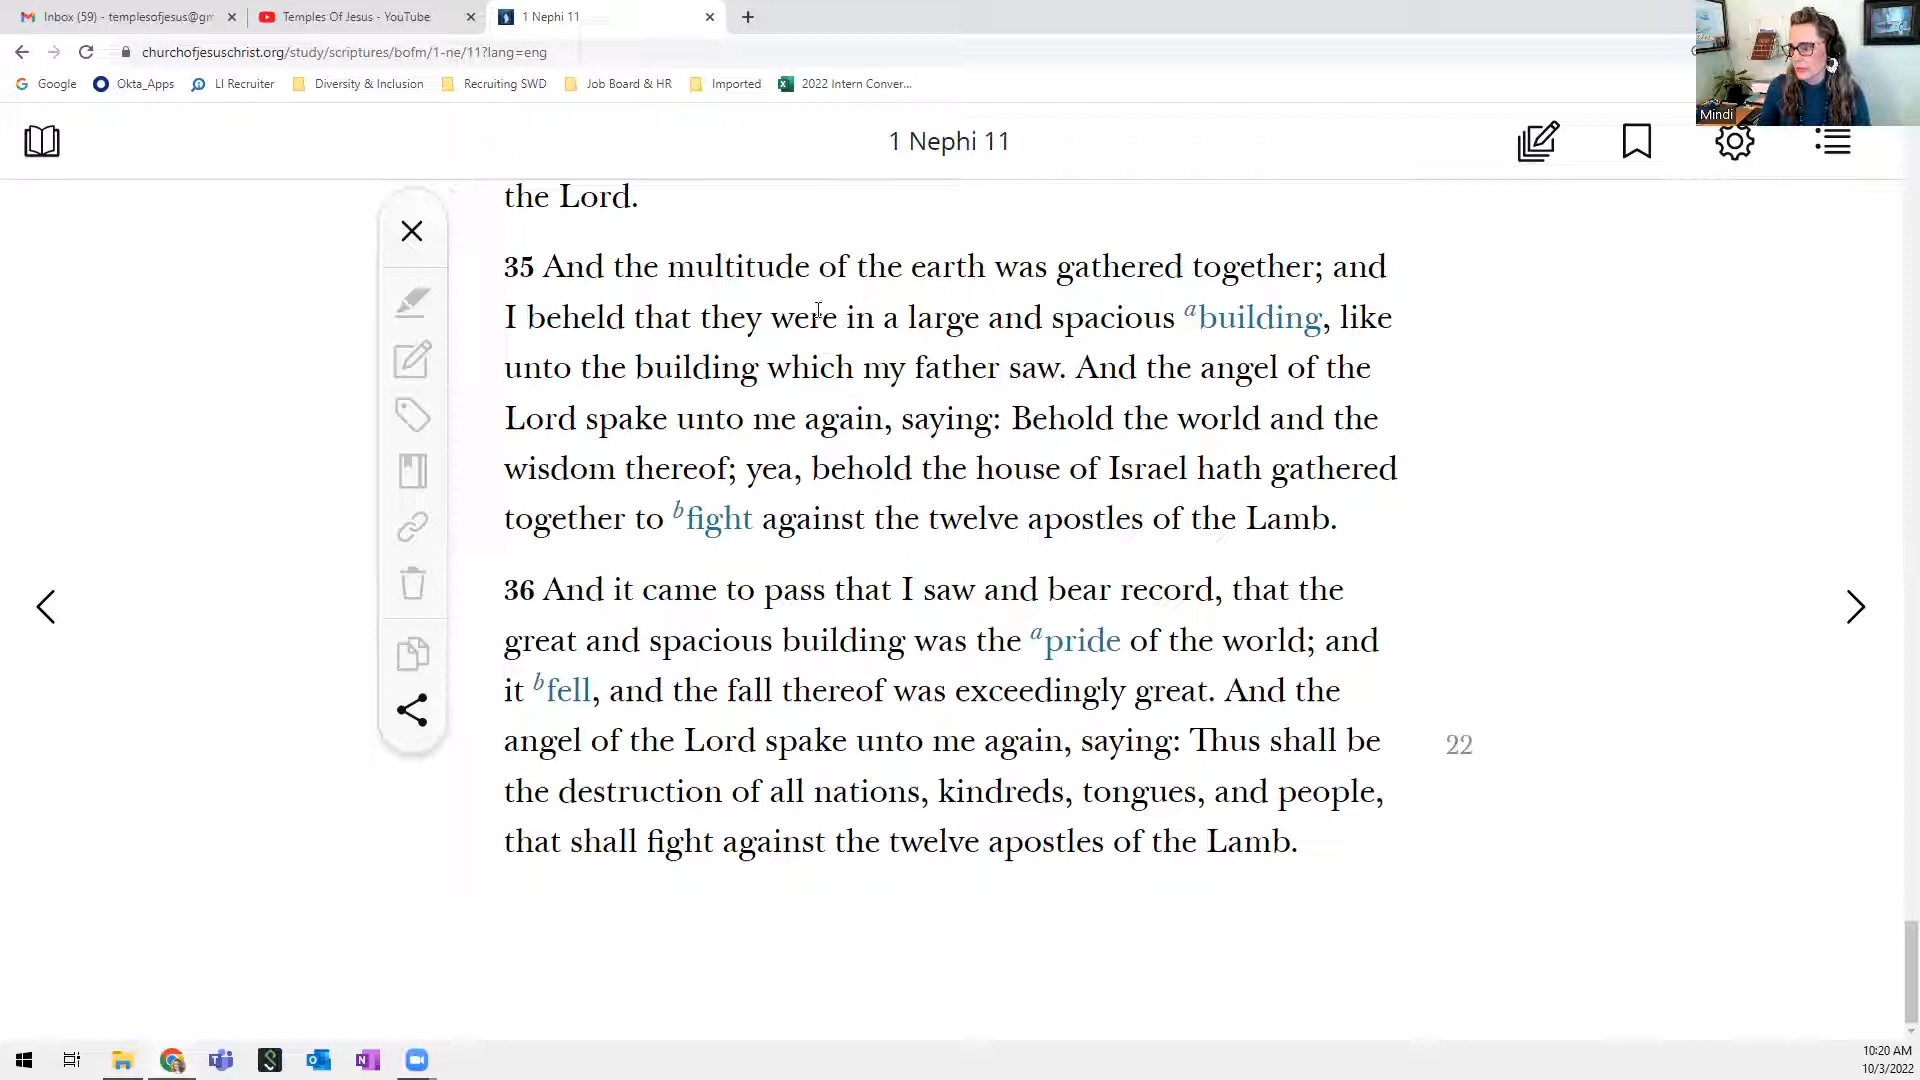 Inbox (59) - templesofjesus@gm
Temples Of Jesus - YouTube
1 Nephi 11
churchofjesuschrist.org/study/scriptures/bofm/1-ne/11?lang=eng
Google
Okta_Apps
LI Recruiter
Diversity & Inclusion
Recruiting SWD
Job Board & HR
Imported
2022 Intern Conver...
Mindi
1 Nephi 11
the Lord.
35 And the multitude of the earth was gathered together; and
I beheld that they were in a large and spacious a building, like
unto the building which my father saw. And the angel of the
Lord spake unto me again, saying: Behold the world and the
wisdom thereof; yea, behold the house of Israel hath gathered
together to b fight against the twelve apostles of the Lamb.
36 And it came to pass that I saw and bear record, that the
great and spacious building was the a pride of the world; and
it b fell, and the fall thereof was exceedingly great. And the
angel of the Lord spake unto me again, saying: Thus shall be
22
the destruction of all nations, kindreds, tongues, and people,
that shall fight against the twelve apostles of the Lamb.
10:20 AM
10/3/2022